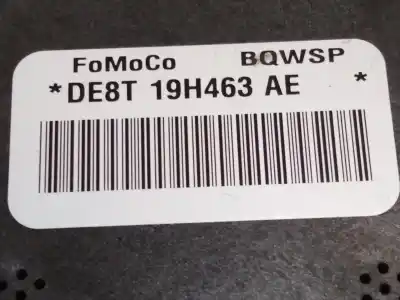 FoMoCo BQWSP
*DE8T 19H463 AE *